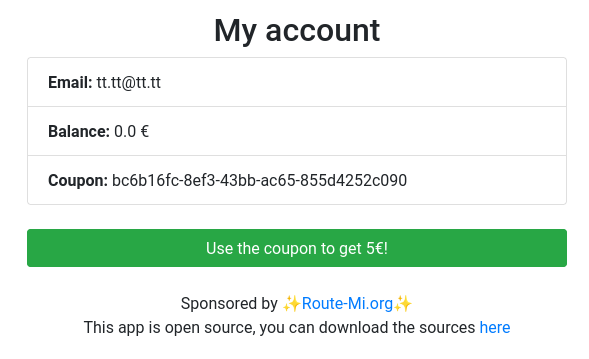 My account
Email: tt.tt@tt.tt
Balance: 0.0 €
Coupon: bc6b16fc-8ef3-43bb-ac65-855d4252c090
Use the coupon to get 5€!
Sponsored by ✨Route-Mi.org✨
This app is open source, you can download the sources here